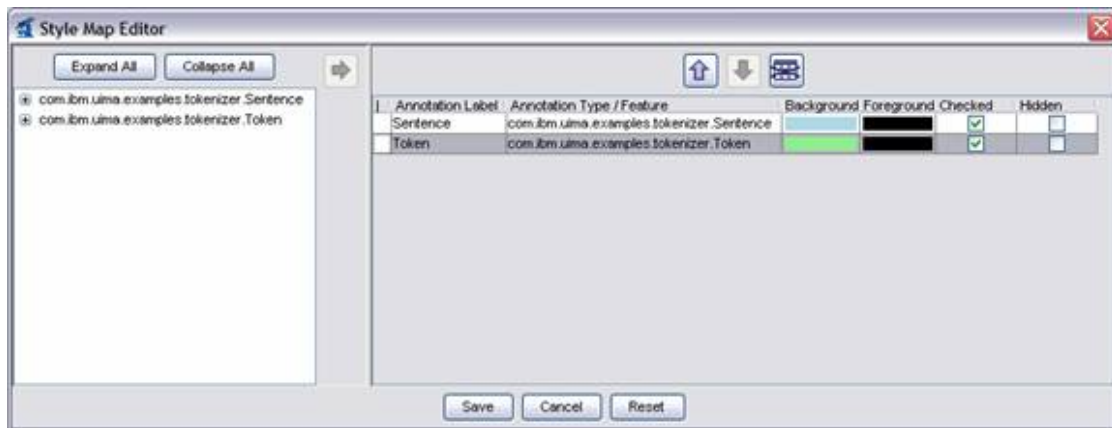 Style Map Editor
Expand All Collapse All
com.ibm.uima.examples.tokenizer.Sentence
com.ibm.uima.examples.tokenizer.Token
Annotation Label Annotation Type / Feature Background Foreground Checked Hidden
Sentence com.ibm.uima.examples.tokenizer.Sentence
Token com.ibm.uima.examples.tokenizer.Token
Save Cancel Reset